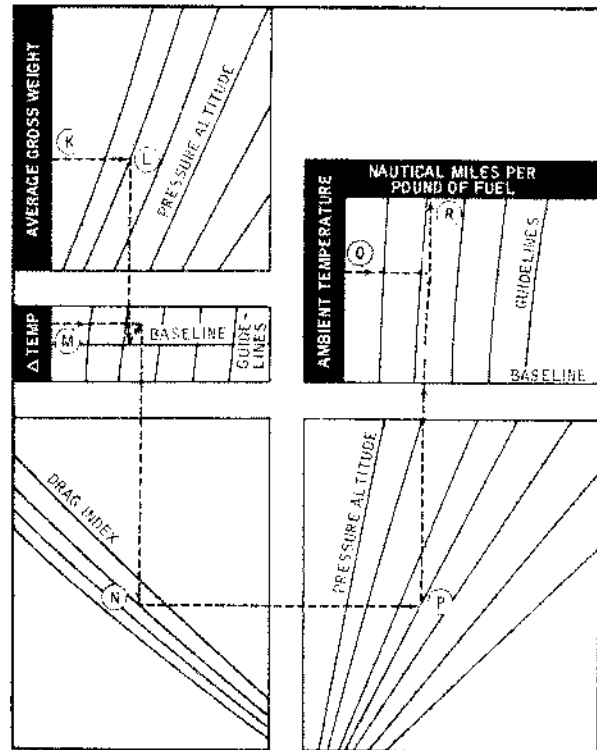 AVERAGE GROSS WEIGHT
K
L
PRESSURE ALTITUDE
AMBIENT TEMPERATURE
NAUTICAL MILES PER
POUND OF FUEL
R
Q
GUIDELINES
BASELINE
Δ TEMP
M
BASELINE
GUIDE-
LINES
DRAG INDEX
N
PRESSURE ALTITUDE
P